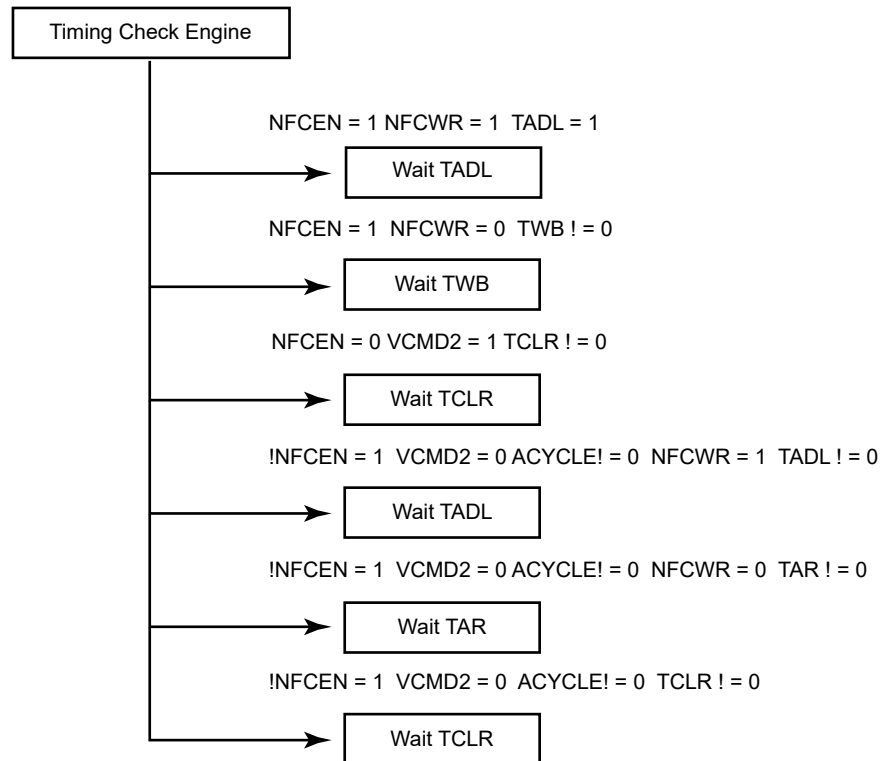 Timing Check Engine
NFCEN = 1 NFCWR = 1 TADL = 1
Wait TADL
NFCEN = 1 NFCWR = 0 TWB ! = 0
Wait TWB
NFCEN = 0 VCMD2 = 1 TCLR ! = 0
Wait TCLR
!NFCEN = 1 VCMD2 = 0 ACYCLE! = 0 NFCWR = 1 TADL ! = 0
Wait TADL
!NFCEN = 1 VCMD2 = 0 ACYCLE! = 0 NFCWR = 0 TAR ! = 0
Wait TAR
!NFCEN = 1 VCMD2 = 0 ACYCLE! = 0 TCLR ! = 0
Wait TCLR